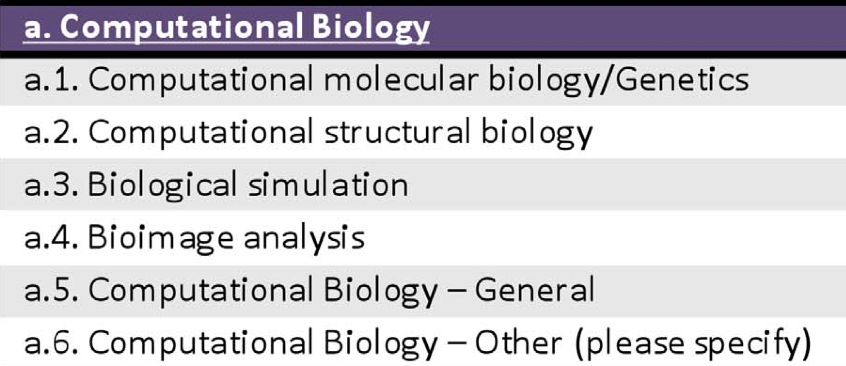 a. Computational Biology
a.1. Computational molecular biology/Genetics
a.2. Computational structural biology
a.3. Biological simulation
a.4. Bioimage analysis
a.5. Computational Biology – General
a.6. Computational Biology – Other (please specify)